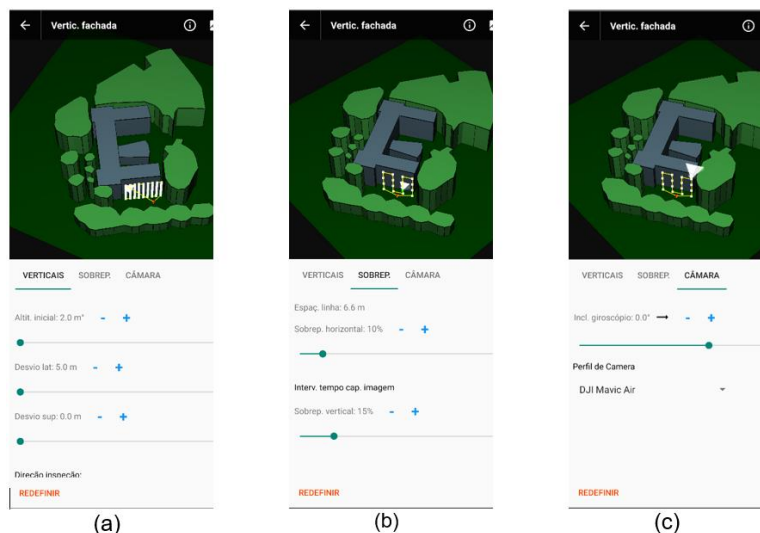 Vertic. fachada
VERTICAIS SOBREP. CÂMARA
Altit. inicial: 2.0 m" - +
Desvio lat: 5.0 m - +
Desvio sup: 0.0 m - +
Direção inspeção:
REDEFINIR
(a)
Vertic. fachada
VERTICAIS SOBREP. CÂMARA
Espaç. linha: 6.6 m
Sobrep. horizontal: 10% - +
Interv. tempo cap. imagem
Sobrep. vertical: 15% - +
REDEFINIR
(b)
Vertic. fachada
VERTICAIS SOBREP. CÂMARA
Incl. giroscópio: 0.0° → - +
Perfil de Camera
DJI Mavic Air
REDEFINIR
(c)